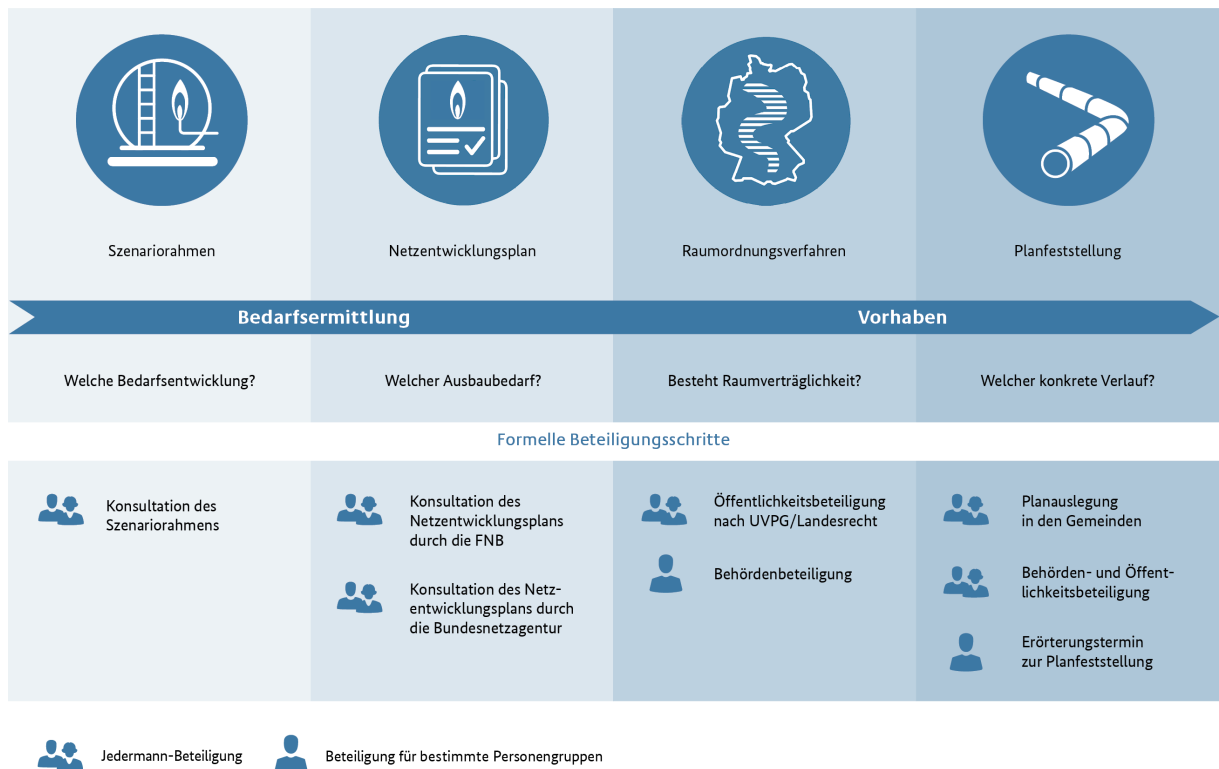 Szenariorahmen
Netzentwicklungsplan
Raumordnungsverfahren
Planfeststellung
Bedarfsermittlung
Vorhaben
Welche Bedarfsentwicklung?
Welcher Ausbaubedarf?
Besteht Raumverträglichkeit?
Welcher konkrete Verlauf?
Formelle Beteiligungsschritte
Konsultation des
Szenariorahmens
Konsultation des
Netzentwicklungsplans
durch die FNB
Konsultation des Netz-
entwicklungsplans durch
die Bundesnetzagentur
Öffentlichkeitsbeteiligung
nach UVPG/Landesrecht
Behördenbeteiligung
Planauslegung
in den Gemeinden
Behörden- und Öffent-
lichkeitsbeteiligung
Erörterungstermin
zur Planfeststellung
Jedermann-Beteiligung
Beteiligung für bestimmte Personengruppen